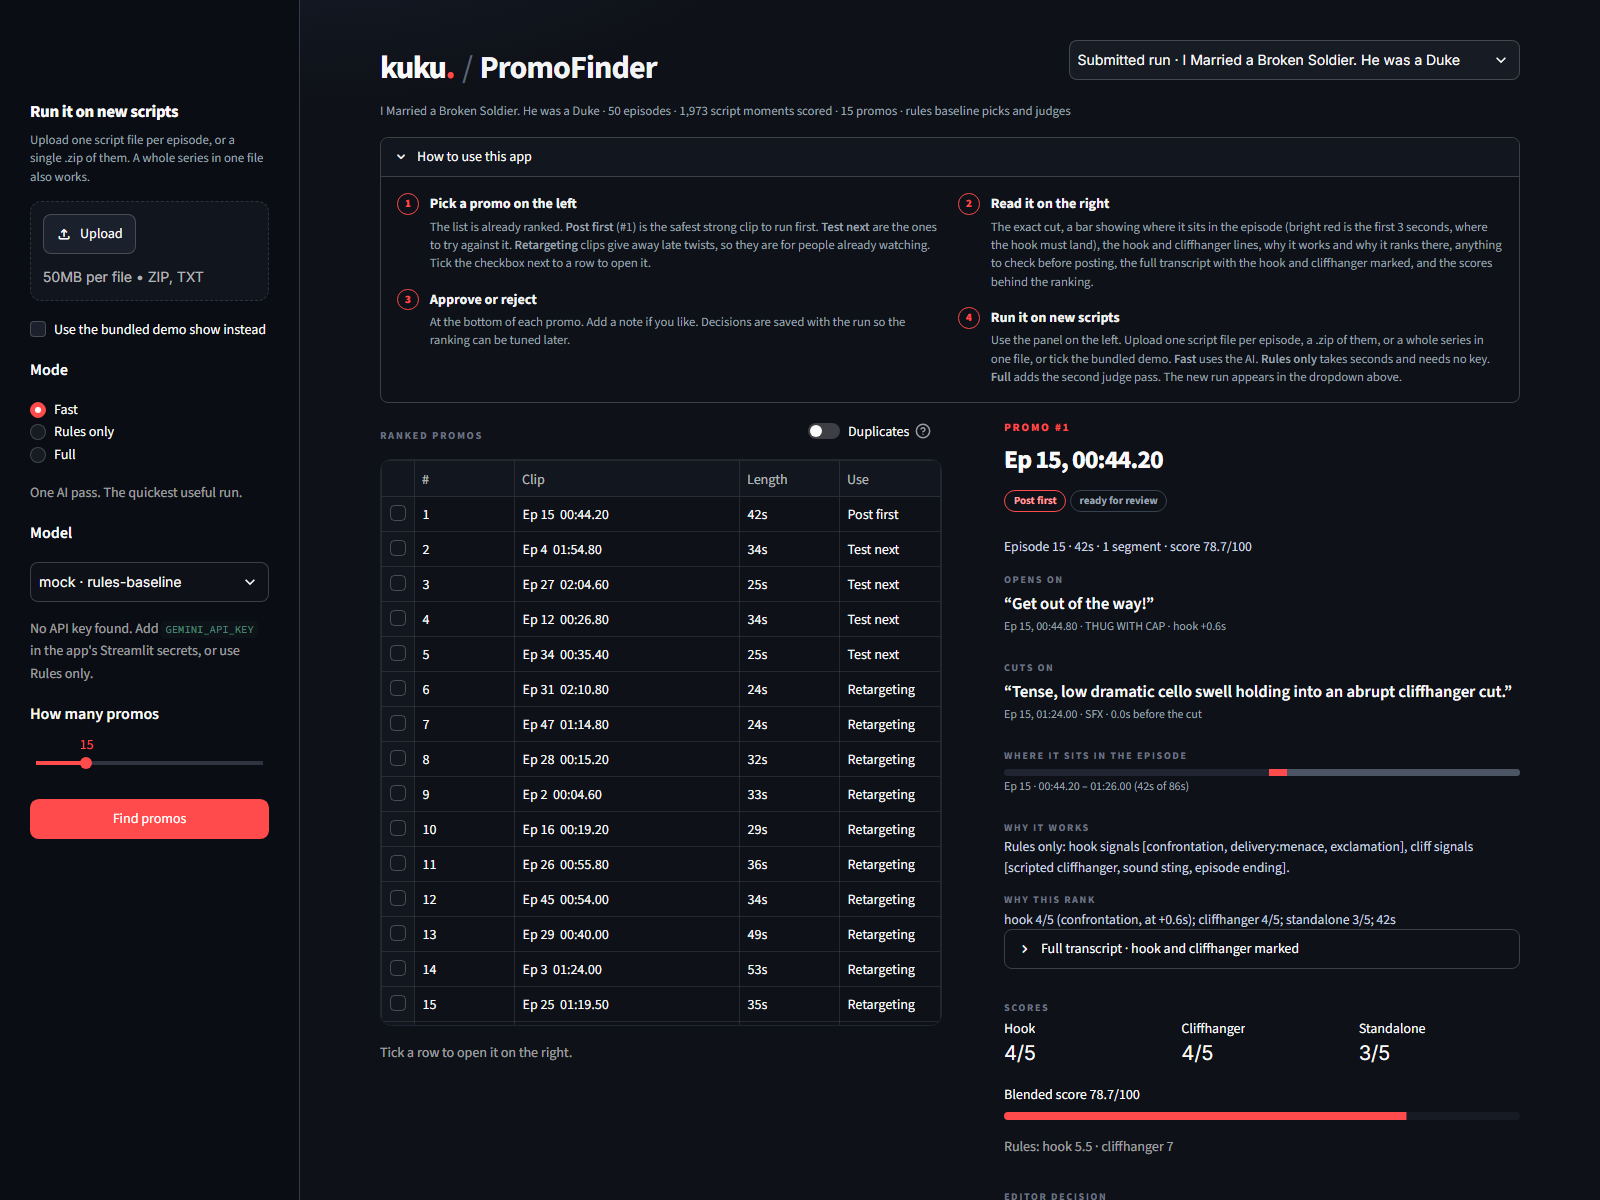 Run it on new scripts
Upload one script file per episode, or a
single .zip of them. A whole series in one file
also works.
Upload
50MB per file • ZIP, TXT
Use the bundled demo show instead
Mode
Fast
Rules only
Full
One AI pass. The quickest useful run.
Model
mock · rules-baseline
No API key found. Add GEMINI_API_KEY
in the app's Streamlit secrets, or use
Rules only.
How many promos
15
Find promos
kuku. / PromoFinder
Submitted run · I Married a Broken Soldier. He was a Duke
I Married a Broken Soldier. He was a Duke · 50 episodes · 1,973 script moments scored · 15 promos · rules baseline picks and judges
How to use this app
1 Pick a promo on the left
The list is already ranked. Post first (#1) is the safest strong clip to run first. Test next are the ones
to try against it. Retargeting clips give away late twists, so they are for people already watching.
Tick the checkbox next to a row to open it.
2 Read it on the right
The exact cut, a bar showing where it sits in the episode (bright red is the first 3 seconds, where
the hook must land), the hook and cliffhanger lines, why it works and why it ranks there, anything
to check before posting, the full transcript with the hook and cliffhanger marked, and the scores
behind the ranking.
3 Approve or reject
At the bottom of each promo. Add a note if you like. Decisions are saved with the run so the
ranking can be tuned later.
4 Run it on new scripts
Use the panel on the left. Upload one script file per episode, a .zip of them, or a whole series in
one file, or tick the bundled demo. Fast uses the AI. Rules only takes seconds and needs no key.
Full adds the second judge pass. The new run appears in the dropdown above.
RANKED PROMOS
Duplicates ?
# Clip Length Use
1 Ep 15 00:44.20 42s Post first
2 Ep 4 01:54.80 34s Test next
3 Ep 27 02:04.60 25s Test next
4 Ep 12 00:26.80 34s Test next
5 Ep 34 00:35.40 25s Test next
6 Ep 31 02:10.80 24s Retargeting
7 Ep 47 01:14.80 24s Retargeting
8 Ep 28 00:15.20 32s Retargeting
9 Ep 2 00:04.60 33s Retargeting
10 Ep 16 00:19.20 29s Retargeting
11 Ep 26 00:55.80 36s Retargeting
12 Ep 45 00:54.00 34s Retargeting
13 Ep 29 00:40.00 49s Retargeting
14 Ep 3 01:24.00 53s Retargeting
15 Ep 25 01:19.50 35s Retargeting
Tick a row to open it on the right.
PROMO #1
Ep 15, 00:44.20
Post first ready for review
Episode 15 · 42s · 1 segment · score 78.7/100
OPENS ON
“Get out of the way!”
Ep 15, 00:44.80 · THUG WITH CAP · hook +0.6s
CUTS ON
“Tense, low dramatic cello swell holding into an abrupt cliffhanger cut.”
Ep 15, 01:24.00 · SFX · 0.0s before the cut
WHERE IT SITS IN THE EPISODE
Ep 15 · 00:44.20 – 01:26.00 (42s of 86s)
WHY IT WORKS
Rules only: hook signals [confrontation, delivery:menace, exclamation], cliff signals
[scripted cliffhanger, sound sting, episode ending].
WHY THIS RANK
hook 4/5 (confrontation, at +0.6s); cliffhanger 4/5; standalone 3/5; 42s
Full transcript · hook and cliffhanger marked
SCORES
Hook Cliffhanger Standalone
4/5 4/5 3/5
Blended score 78.7/100
Rules: hook 5.5 · cliffhanger 7
EDITOR DECISION